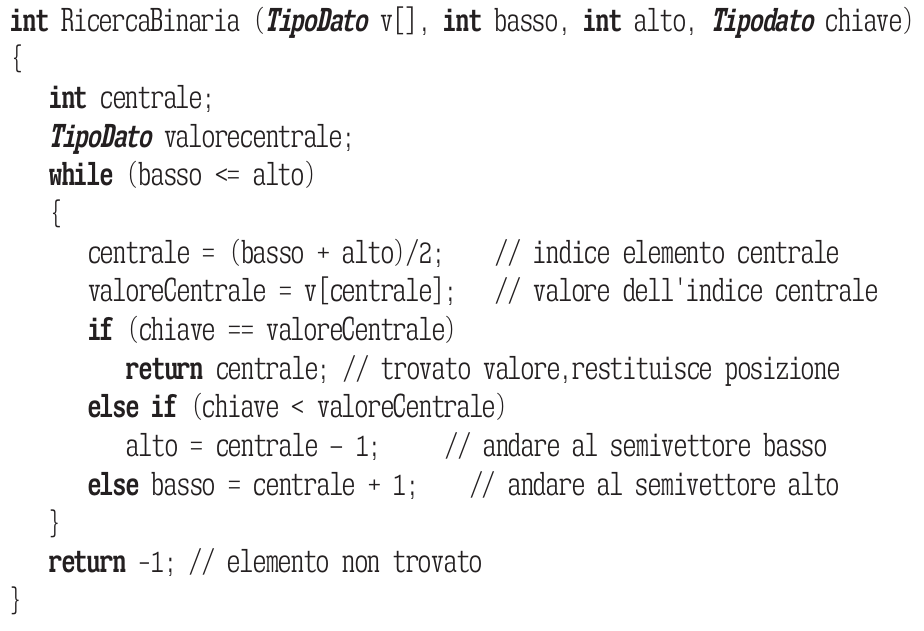 int RicercaBinaria (TipoDato v[], int basso, int alto, Tipodato chiave)
{
int centrale;
TipoDato valorecentrale;
while (basso <= alto)
{
centrale = (basso + alto)/2; // indice elemento centrale
valoreCentrale = v[centrale]; // valore dell'indice centrale
if (chiave == valoreCentrale)
return centrale; // trovato valore,restituisce posizione
else if (chiave < valoreCentrale)
alto = centrale – 1; // andare al semivettore basso
else basso = centrale + 1; // andare al semivettore alto
}
return -1; // elemento non trovato
}